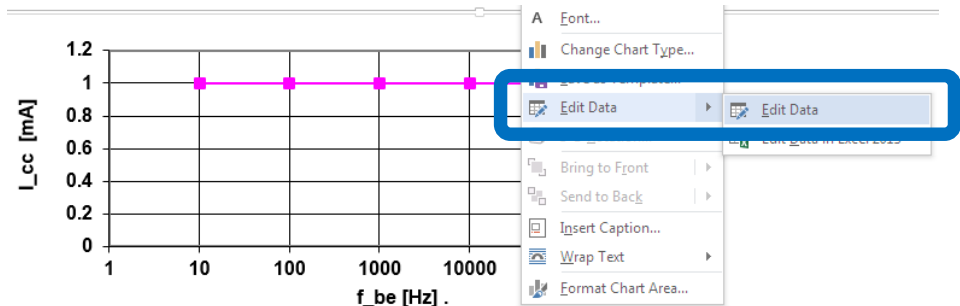 A Font...
Change Chart Type...
Edit Data
Edit Data
Bring to Front
Send to Back
Insert Caption...
Wrap Text
Format Chart Area...
1.2
1
0.8
0.6
0.4
0.2
0
I_cc [mA]
1 10 100 1000 10000
f_be [Hz] .